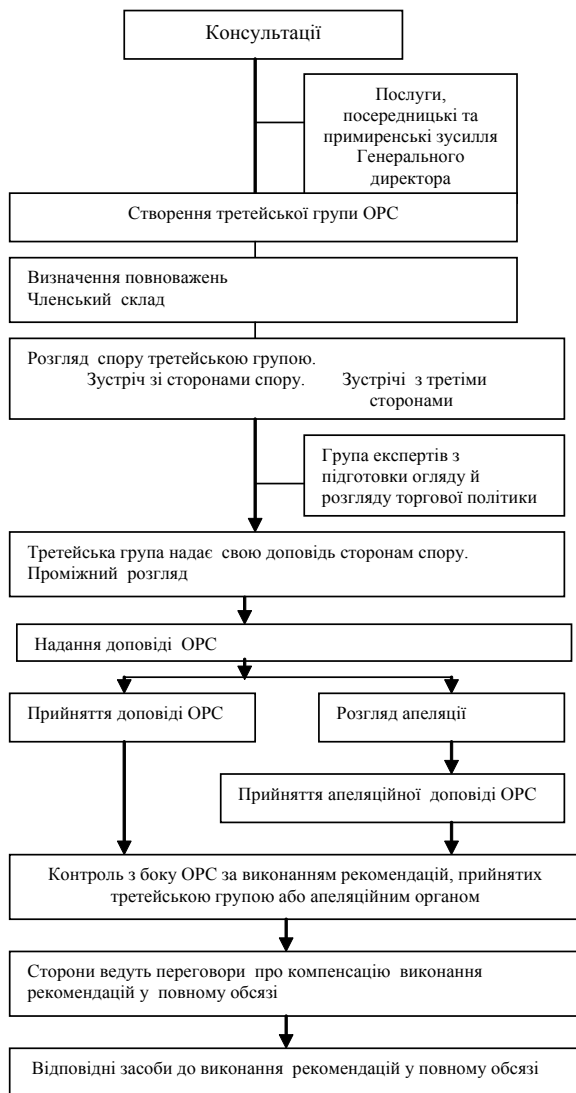 Консультації
Послуги,
посередницькі та
примиренські зусилля
Генерального
директора
Створення третейської групи ОРС
Визначення повноважень
Членський склад
Розгляд спору третейською групою.
Зустріч зі сторонами спору. Зустрічі з третіми
сторонами
Група експертів з
підготовки огляду й
розгляду торгової політики
Третейська група надає свою доповідь сторонам спору.
Проміжний розгляд
Надання доповіді ОРС
Прийняття доповіді ОРС
Розгляд апеляції
Прийняття апеляційної доповіді ОРС
Контроль з боку ОРС за виконанням рекомендацій, прийнятих
третейською групою або апеляційним органом
Сторони ведуть переговори про компенсацію виконання
рекомендацій у повному обсязі
Відповідні засоби до виконання рекомендацій у повному обсязі